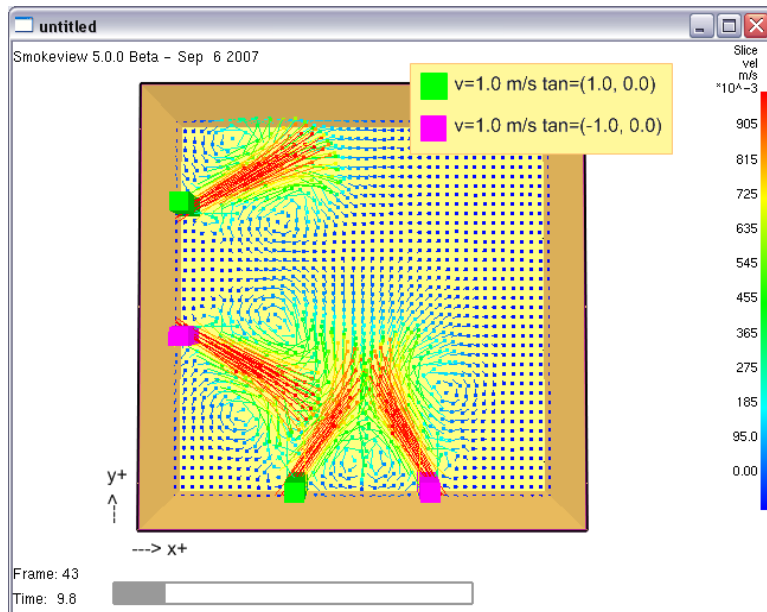 untitled
Smokeview 5.0.0 Beta - Sep 6 2007
Slice
vel
m/s
*10^-3
v=1.0 m/s tan=(1.0, 0.0)
v=1.0 m/s tan=(-1.0, 0.0)
905
815
725
635
545
455
365
275
185
95.0
0.00
y+
---> 
---> x+
Frame: 43
Time: 9.8